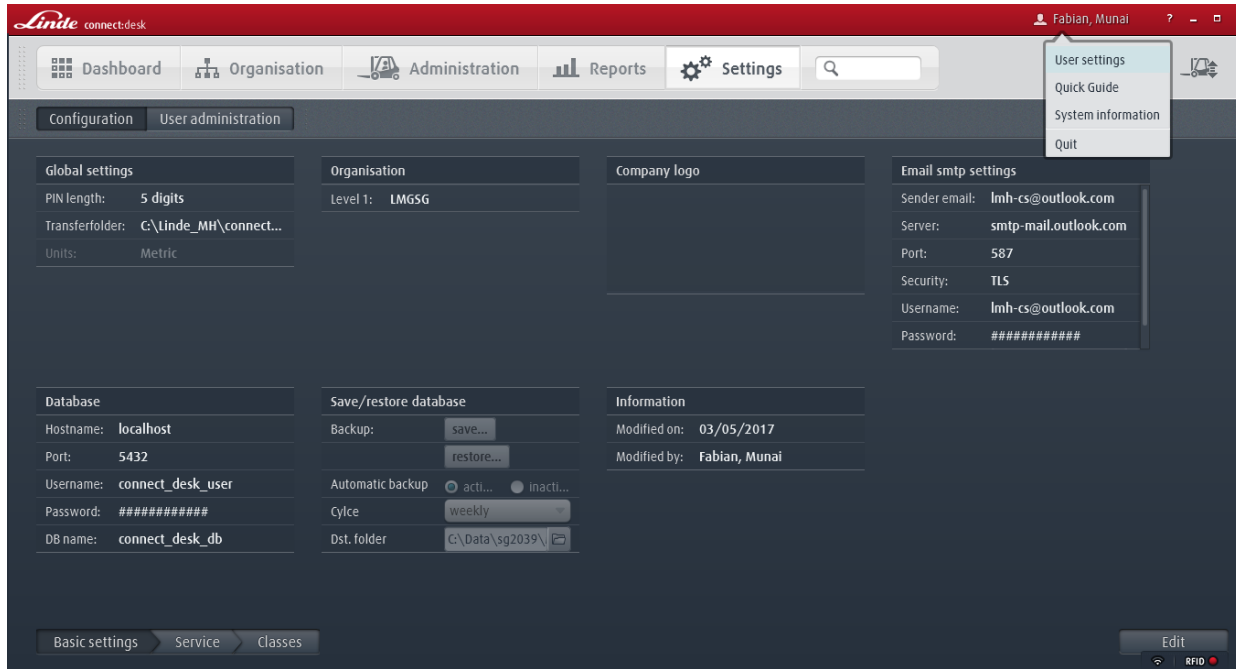 Linde connect:desk
Fabian, Munai ?
Dashboard Organisation Administration Reports Settings
User settings
Quick Guide
System information
Quit
Configuration User administration
Global settings
PIN length: 5 digits
Transferfolder: C:\Linde_MH\connect...
Units: Metric
Organisation
Level 1: LMGSG
Company logo
Email smtp settings
Sender email: lmh-cs@outlook.com
Server: smtp-mail.outlook.com
Port: 587
Security: TLS
Username: lmh-cs@outlook.com
Password: ############
Database
Hostname: localhost
Port: 5432
Username: connect_desk_user
Password: ############
DB name: connect_desk_db
Save/restore database
Backup: save...
restore...
Automatic backup acti... inacti...
Cylce weekly
Dst. folder C:\Data\sg2039\
Information
Modified on: 03/05/2017
Modified by: Fabian, Munai
Basic settings Service Classes
Edit
RFID